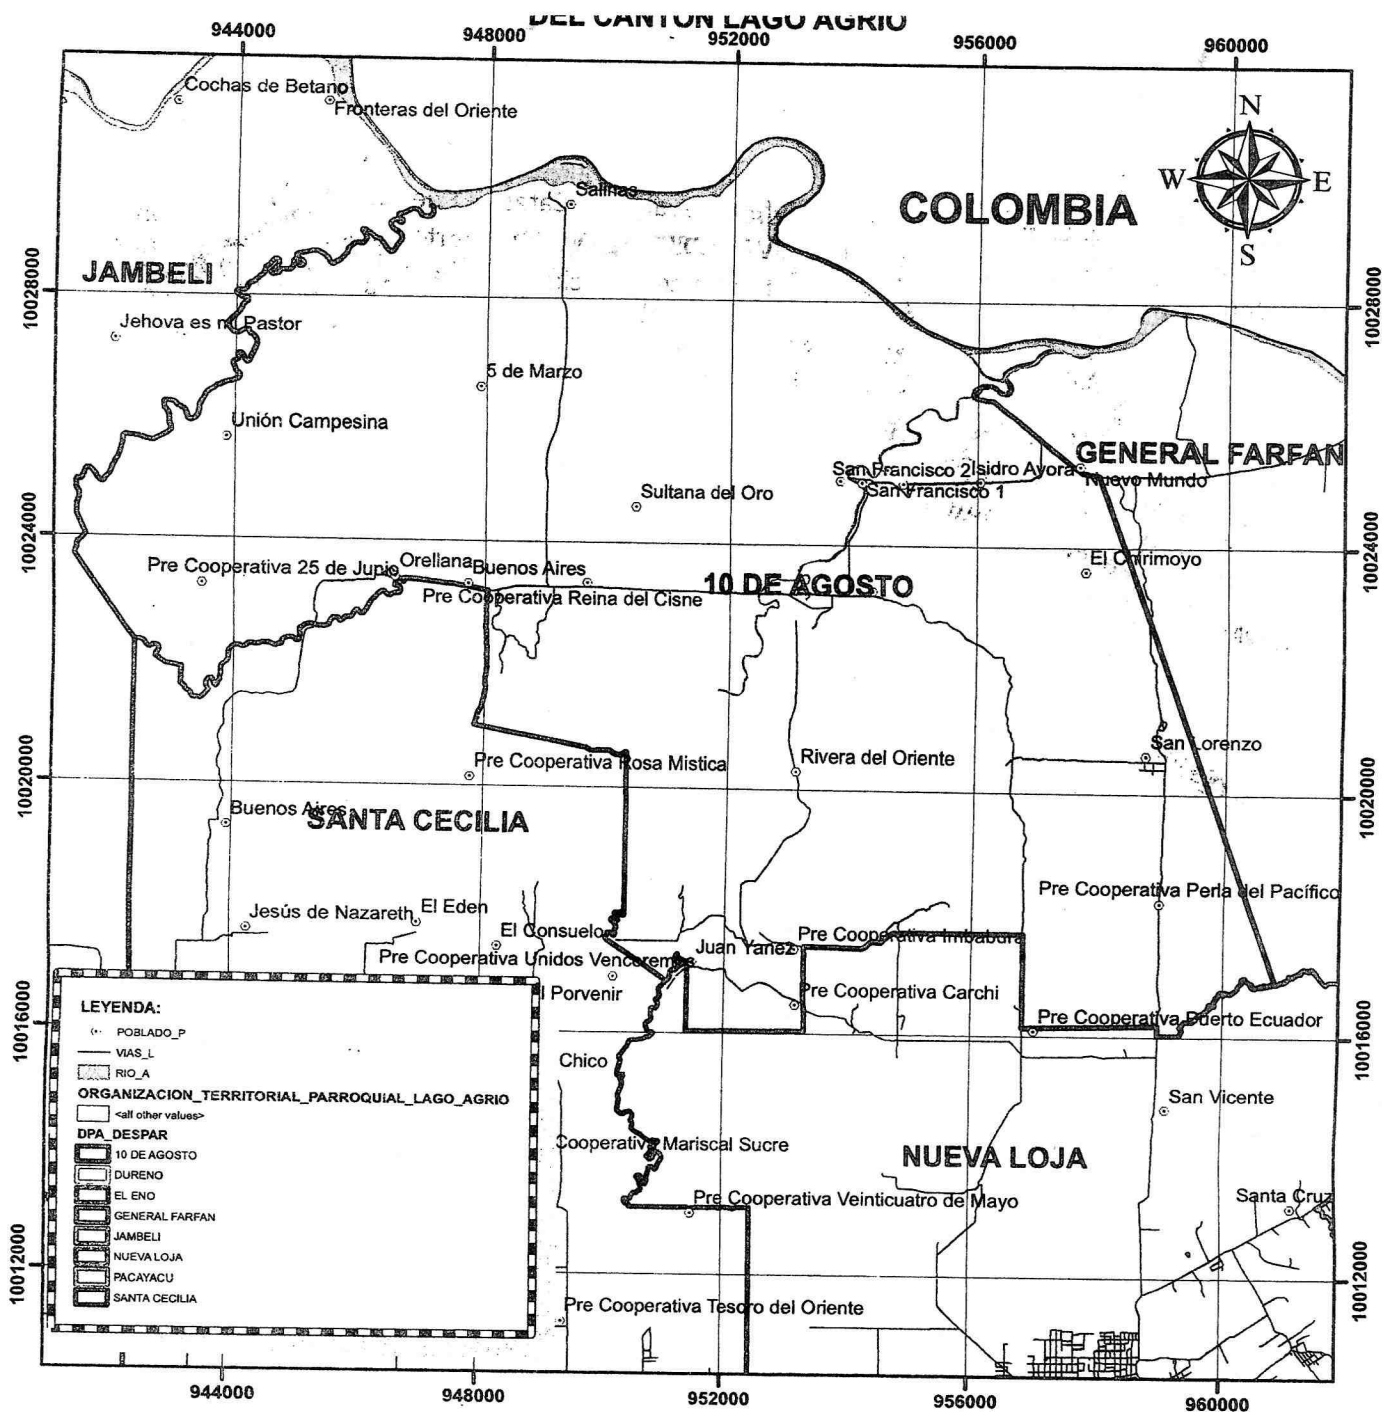 DEL CANTON LAGO AGRIO
944000
948000
952000
956000
960000
Cochas de Betano
Fronteras del Oriente
N
W
E
S
Salinas
COLOMBIA
JAMBELI
10028000
10028000
Jehova es mi Pastor
5 de Marzo
Unión Campesina
GENERAL FARFAN
San Francisco 2
Isidro Ayora
Nuevo Mundo
San Francisco 1
Sultana del Oro
10024000
10024000
El Chirimoyo
Pre Cooperativa 25 de Junio
Orellana
Buenos Aires
10 DE AGOSTO
Pre Cooperativa Reina del Cisne
San Lorenzo
Pre Cooperativa Rosa Mistica
Rivera del Oriente
10020000
10020000
Buenos Aires
SANTA CECILIA
Pre Cooperativa Perla del Pacífico
Jesús de Nazareth
El Eden
El Consuelo
Pre Cooperativa Imbabura
Juan Yanez
Pre Cooperativa Unidos Venceremos
l Porvenir
Pre Cooperativa Carchi
Pre Cooperativa Puerto Ecuador
10016000
10016000
Chico
San Vicente
Cooperativa Mariscal Sucre
NUEVA LOJA
Pre Cooperativa Veinticuatro de Mayo
Santa Cruz
10012000
10012000
Pre Cooperativa Tesoro del Oriente
LEYENDA:
POBLADO_P
VIAS_L
RIO_A
ORGANIZACION_TERRITORIAL_PARROQUIAL_LAGO_AGRIO
<all other values>
DPA_DESPAR
10 DE AGOSTO
DURENO
EL ENO
GENERAL FARFAN
JAMBELI
NUEVA LOJA
PACAYACU
SANTA CECILIA
944000
948000
952000
956000
960000